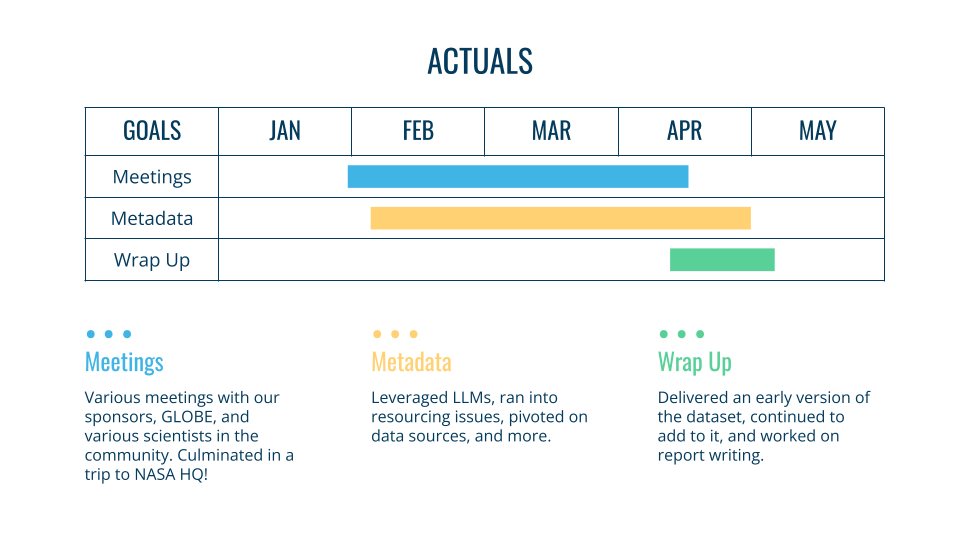 ACTUALS
GOALS JAN FEB MAR APR MAY
Meetings
Metadata
Wrap Up
Meetings
Various meetings with our
sponsors, GLOBE, and
various scientists in the
community. Culminated in a
trip to NASA HQ!
Metadata
Leveraged LLMs, ran into
resourcing issues, pivoted on
data sources, and more.
Wrap Up
Delivered an early version of
the dataset, continued to
add to it, and worked on
report writing.